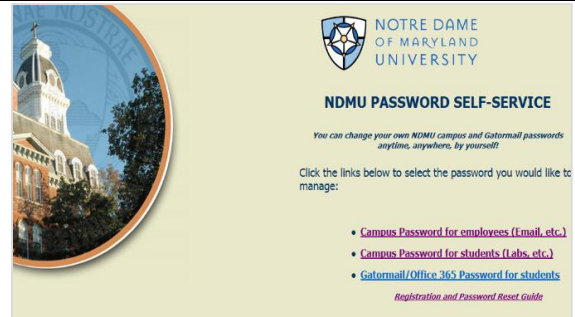 NAE NOSTRAE
NOTRE DAME
OF MARYLAND
UNIVERSITY
NDMU PASSWORD SELF-SERVICE
You can change your own NDMU campus and Gatormail passwords
anytime, anywhere, by yourself!
Click the links below to select the password you would like to
manage:
• Campus Password for employees (Email, etc.)
• Campus Password for students (Labs, etc.)
• Gatormail/Office 365 Password for students
Registration and Password Reset Guide